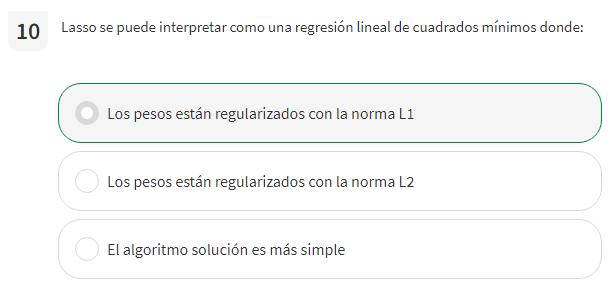 10
Lasso se puede interpretar como una regresión lineal de cuadrados mínimos donde:
Los pesos están regularizados con la norma L1
Los pesos están regularizados con la norma L2
El algoritmo solución es más simple